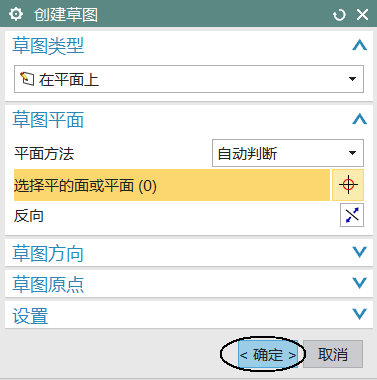 创建草图
草图类型
在平面上
草图平面
平面方法 自动判断
选择平的面或平面 (0)
反向
草图方向
草图原点
设置
< 确定 > 取消